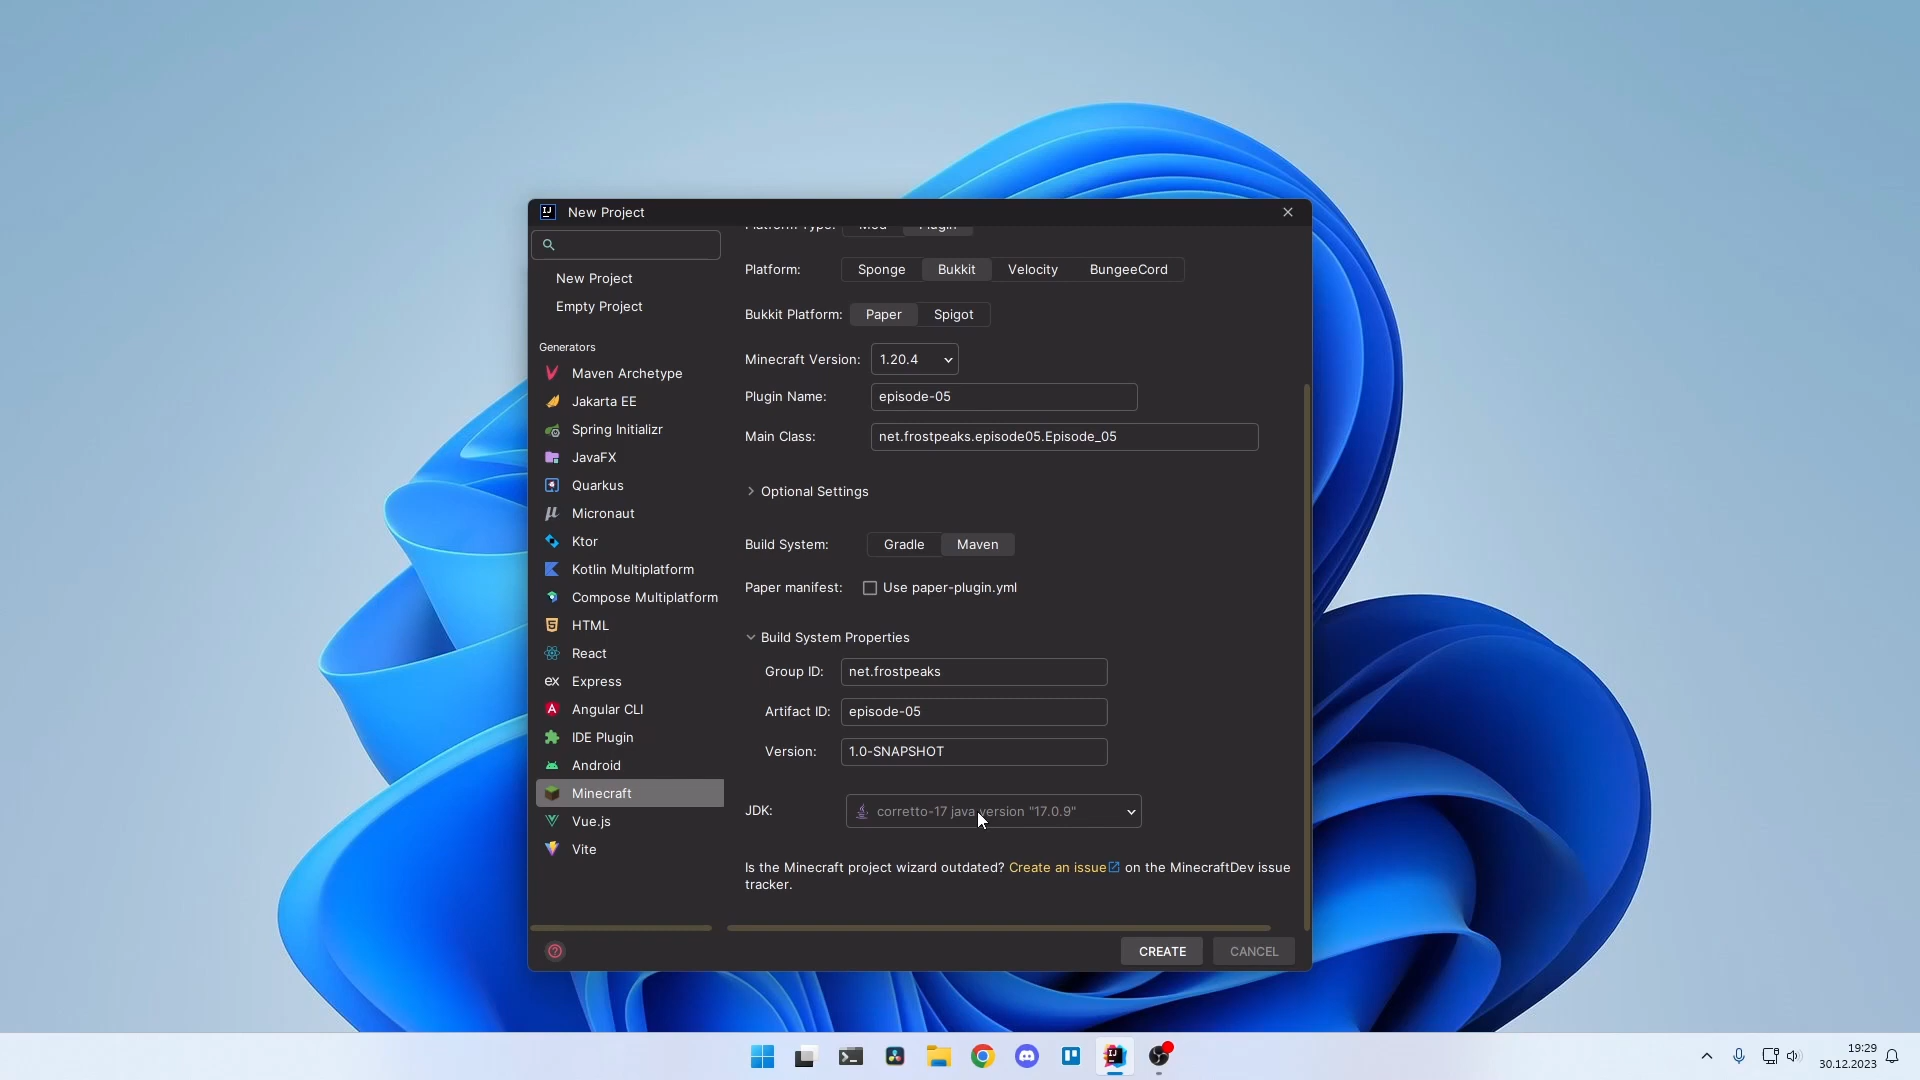 New Project
Platform Type: Mod Plugin
New Project
Empty Project
Generators
Maven Archetype
Jakarta EE
Spring Initializr
JavaFX
Quarkus
Micronaut
Ktor
Kotlin Multiplatform
Compose Multiplatform
HTML
React
ex Express
Angular CLI
IDE Plugin
Android
Minecraft
Vue.js
Vite
Platform: Sponge Bukkit Velocity BungeeCord
Bukkit Platform: Paper Spigot
Minecraft Version: 1.20.4
Plugin Name: episode-05
Main Class: net.frostpeaks.episode05.Episode_05
Optional Settings
Build System: Gradle Maven
Paper manifest: Use paper-plugin.yml
Build System Properties
Group ID: net.frostpeaks
Artifact ID: episode-05
Version: 1.0-SNAPSHOT
JDK: corretto-17 java version "17.0.9"
Is the Minecraft project wizard outdated? Create an issue on the MinecraftDev issue
tracker.
CREATE CANCEL
19:29
30.12.2023